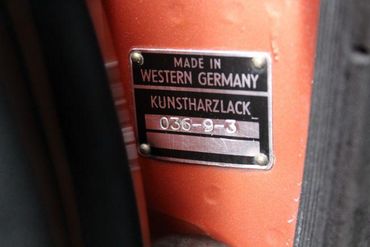 MADE IN
WESTERN GERMANY
KUNSTHARZLACK
036-9-3